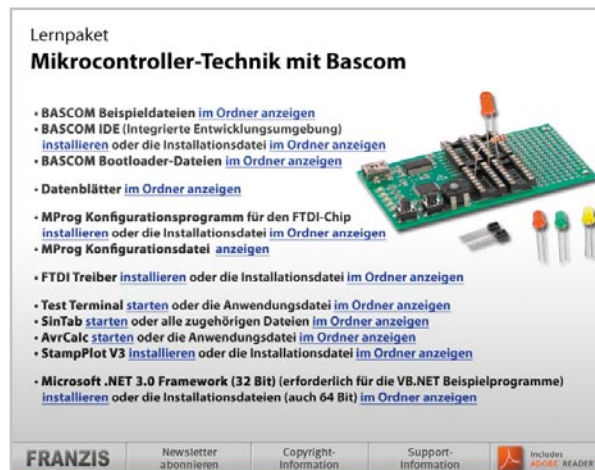 Lernpaket
Mikrocontroller-Technik mit Bascom
• BASCOM Beispieldateien im Ordner anzeigen
• BASCOM IDE (Integrierte Entwicklungsumgebung)
installieren oder die Installationsdatei im Ordner anzeigen
• BASCOM Bootloader-Dateien im Ordner anzeigen
• Datenblätter im Ordner anzeigen
• MProg Konfigurationsprogramm für den FTDI-Chip
installieren oder die Installationsdatei im Ordner anzeigen
• MProg Konfigurationsdatei anzeigen
• FTDI Treiber installieren oder die Installationsdatei im Ordner anzeigen
• Test Terminal starten oder die Anwendungsdatei im Ordner anzeigen
• SinTab starten oder alle zugehörigen Dateien im Ordner anzeigen
• AvrCalc starten oder die Anwendungsdatei im Ordner anzeigen
• StampPlot V3 installieren oder die Installationsdatei im Ordner anzeigen
• Microsoft .NET 3.0 Framework (32 Bit) (erforderlich für die VB.NET Beispielprogramme)
installieren oder die Installationsdateien (auch 64 Bit) im Ordner anzeigen
FRANZIS
Newsletter
abonnieren
Copyright-
Information
Support-
Information
Includes
ADOBE READER